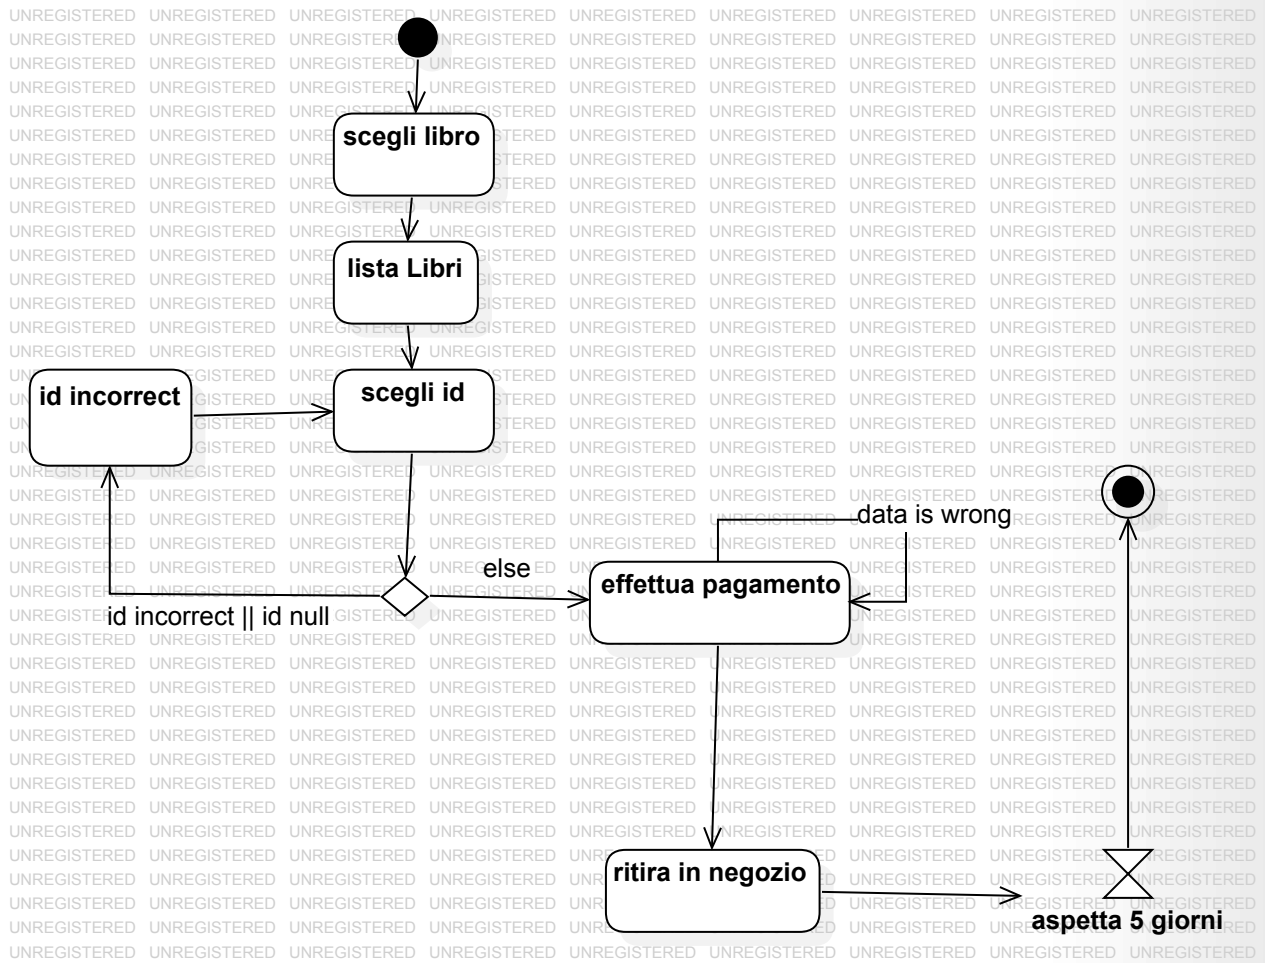 scegli libro
lista Libri
id incorrect
scegli id
data is wrong
else
effettua pagamento
id incorrect || id null
ritira in negozio
aspetta 5 giorni
UNREGISTERED